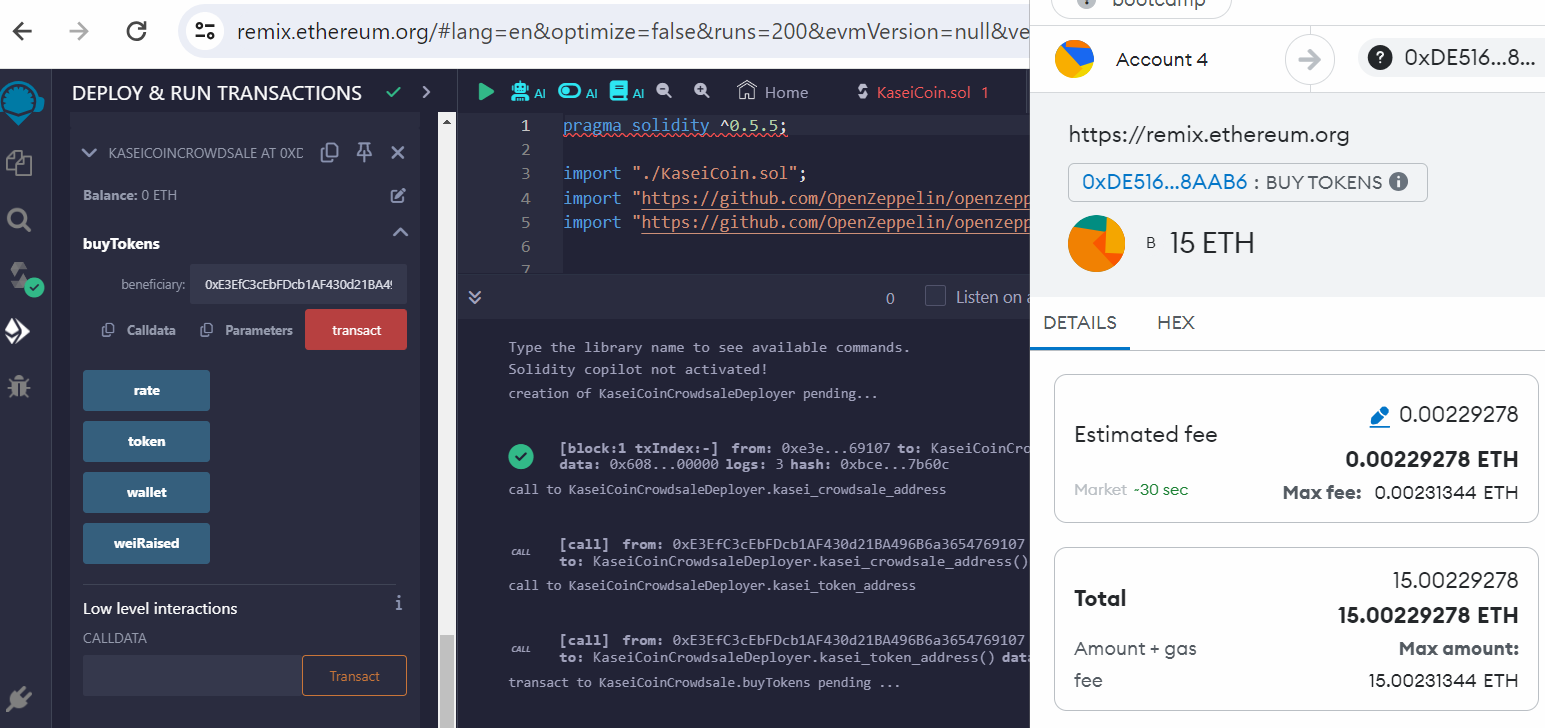 remix.ethereum.org/#lang=en&optimize=false&runs=200&evmVersion=null&ve
DEPLOY & RUN TRANSACTIONS
KASEICOINCROWDSALE AT 0XD
Balance: 0 ETH
buyTokens
beneficiary: 0xE3EfC3cEbFDcb1AF430d21BA49
Calldata Parameters transact
rate
token
wallet
weiRaised
Low level interactions
i
CALLDATA
Transact
AI AI AI Home KaseiCoin.sol 1
1 pragma solidity ^0.5.5;
2
3 import "./KaseiCoin.sol";
4 import "https://github.com/OpenZeppelin/openzepp
5 import "https://github.com/OpenZeppelin/openzepp
6
7
0 Listen on a
Type the library name to see available commands.
Solidity copilot not activated!
creation of KaseiCoinCrowdsaleDeployer pending...
[block:1 txIndex:-] from: 0xe3e...69107 to: KaseiCoinCro
data: 0x608...00000 logs: 3 hash: 0xbce...7b60c
call to KaseiCoinCrowdsaleDeployer.kasei_crowdsale_address
CALL [call] from: 0xE3EfC3cEbFDcb1AF430d21BA496B6a3654769107
to: KaseiCoinCrowdsaleDeployer.kasei_crowdsale_address()
call to KaseiCoinCrowdsaleDeployer.kasei_token_address
CALL [call] from: 0xE3EfC3cEbFDcb1AF430d21BA496B6a3654769107
to: KaseiCoinCrowdsaleDeployer.kasei_token_address() data
transact to KaseiCoinCrowdsale.buyTokens pending ...
bootcamp
Account 4 ? 0xDE516...8...
https://remix.ethereum.org
0xDE516...8AAB6 : BUY TOKENS
B 15 ETH
DETAILS HEX
0.00229278
Estimated fee
0.00229278 ETH
Market ~30 sec Max fee: 0.00231344 ETH
15.00229278
Total
15.00229278 ETH
Amount + gas Max amount:
fee 15.00231344 ETH